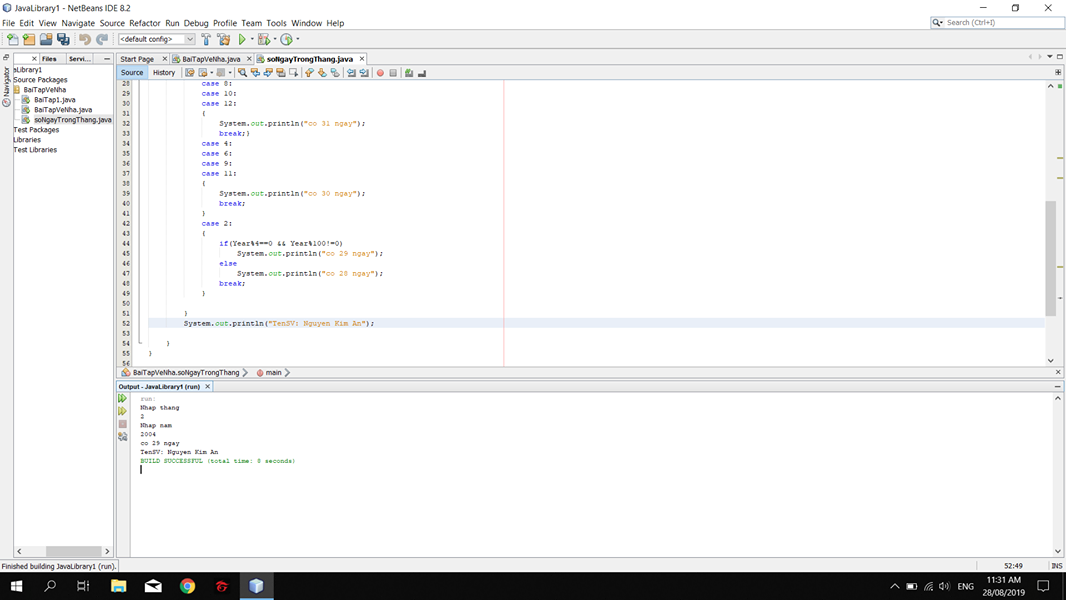 JavaLibrary1 - NetBeans IDE 8.2
File Edit View Navigate Source Refactor Run Debug Profile Team Tools Window Help
Search (Ctrl+I)
<default config>
Files Servi...
Start Page BaiTapVeNha.java soNgayTrongThang.java
Source History
Navigator
aLibrary1
Source Packages
BaiTapVeNha
BaiTap1.java
BaiTapVeNha.java
soNgayTrongThang.java
Test Packages
Libraries
Test Libraries
28 case 8:
29 case 10:
30 case 12:
31 {
32 System.out.println("co 31 ngay");
33 break;}
34 case 4:
35 case 6:
36 case 9:
37 case 11:
38 {
39 System.out.println("co 30 ngay");
40 break;
41 }
42 case 2:
43 {
44 if(Year%4==0 && Year%100!=0)
45 System.out.println("co 29 ngay");
46 else
47 System.out.println("co 28 ngay");
48 break;
49 }
50
51 }
52 System.out.println("TenSV: Nguyen Kim An");
53
54 }
55 }
56
BaiTapVeNha.soNgayTrongThang main
Output - JavaLibrary1 (run)
run:
Nhap thang
2
Nhap nam
2004
co 29 ngay
TenSV: Nguyen Kim An
BUILD SUCCESSFUL (total time: 8 seconds)
Finished building JavaLibrary1 (run).
52:49 INS
ENG
11:31 AM
28/08/2019